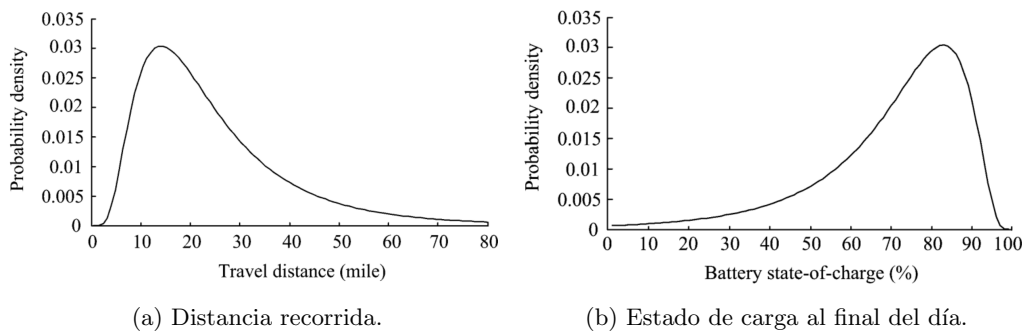 Probability density
0.035
0.03
0.025
0.02
0.015
0.01
0.005
0
0 10 20 30 40 50 60 70 80
Travel distance (mile)
(a) Distancia recorrida.
Probability density
0.035
0.03
0.025
0.02
0.015
0.01
0.005
0
0 10 20 30 40 50 60 70 80 90 100
Battery state-of-charge (%)
(b) Estado de carga al final del día.